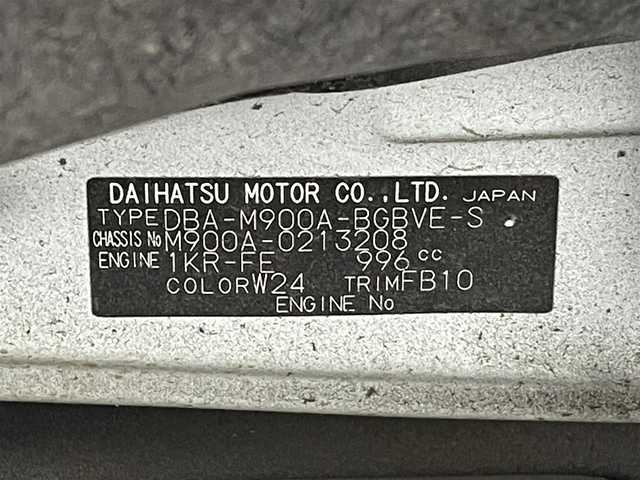 DAIHATSU MOTOR CO.,LTD. JAPAN
TYPE DBA-M900A-BGBVE-S
CHASSIS No M900A-0213208
ENGINE 1KR-FE 996 cc
COLOR W24 TRIM FB10
ENGINE No